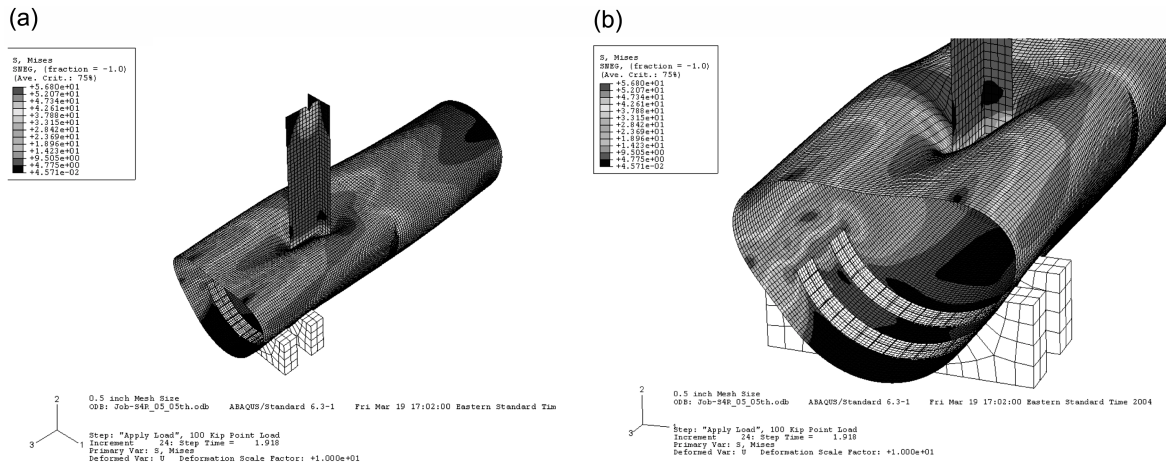 (a)
S, Mises
SNEG, (fraction = -1.0)
(Ave. Crit.: 75%)
+5.680e+01
+5.207e+01
+4.734e+01
+4.261e+01
+3.788e+01
+3.315e+01
+2.842e+01
+2.369e+01
+1.896e+01
+1.423e+01
+9.505e+00
+4.775e+00
+4.571e-02
2
3
1
0.5 inch Mesh Size
ODB: Job-S4R_05_05th.odb ABAQUS/Standard 6.3-1 Fri Mar 19 17:02:00 Eastern Standard Tim
Step: "Apply Load", 100 Kip Point Load
Increment 24: Step Time = 1.918
Primary Var: S, Mises
Deformed Var: U Deformation Scale Factor: +1.000e+01
(b)
S, Mises
SNEG, (fraction = -1.0)
(Ave. Crit.: 75%)
+5.680e+01
+5.207e+01
+4.734e+01
+4.261e+01
+3.788e+01
+3.315e+01
+2.842e+01
+2.369e+01
+1.896e+01
+1.423e+01
+9.505e+00
+4.775e+00
+4.571e-02
2
3
1
0.5 inch Mesh Size
ODB: Job-S4R_05_05th.odb ABAQUS/Standard 6.3-1 Fri Mar 19 17:02:00 Eastern Standard Time 2004
Step: "Apply Load", 100 Kip Point Load
Increment 24: Step Time = 1.918
Primary Var: S, Mises
Deformed Var: U Deformation Scale Factor: +1.000e+01